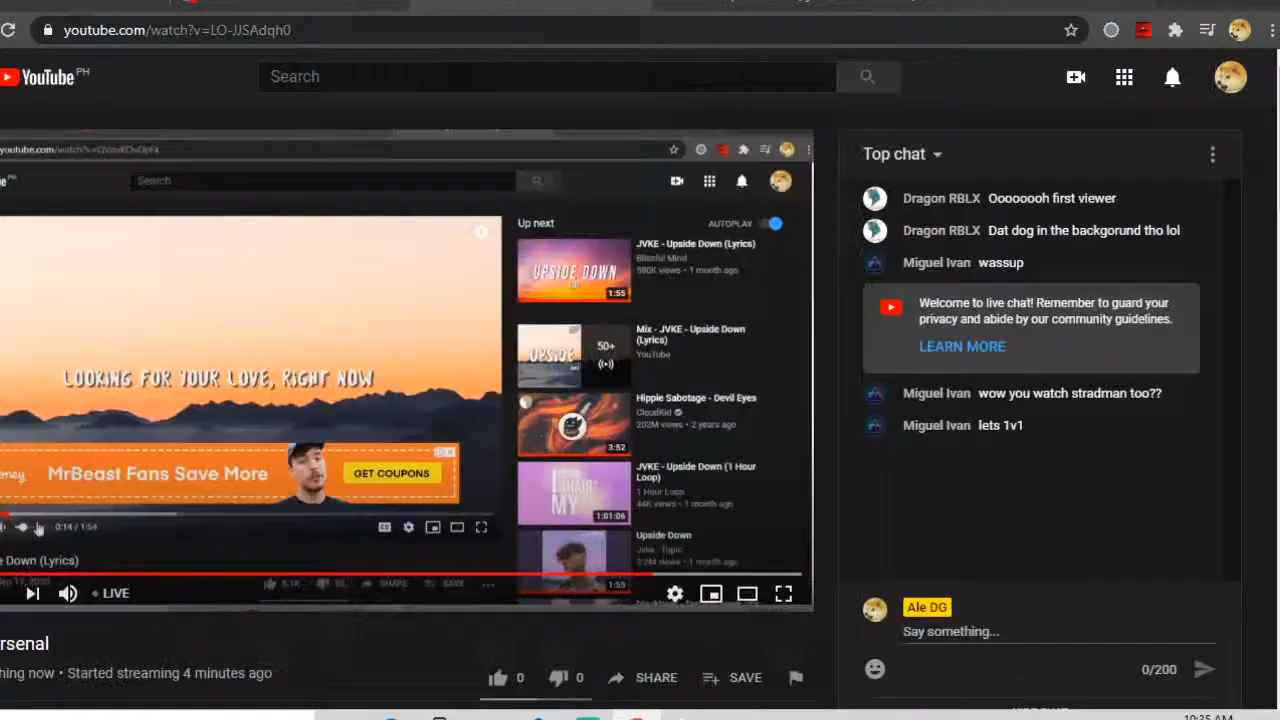 youtube.com/watch?v=LO-JJSAdqh0
YouTube PH
Search
youtube.com/watch?v=
Search
Up next
AUTOPLAY
JVKE - Upside Down (Lyrics)
Blissful Mind
580K views • 1 month ago
UPSIDE DOWN
1:55
LOOKING FOR YOUR LOVE, RIGHT NOW
Mix - JVKE - Upside Down
(Lyrics)
YouTube
UPSIDE
50+
Hippie Sabotage - Devil Eyes
CloudKid
202M views • 2 years ago
3:52
MrBeast Fans Save More
GET COUPONS
JVKE - Upside Down (1 Hour
Loop)
1 Hour Loop
44K views • 1 month ago
1:01:06
0:14 / 1:54
Upside Down
Jvke - Topic
2.2M views • 1 month ago
1:55
e Down (Lyrics)
SHARE
SAVE
LIVE
rsenal
hing now • Started streaming 4 minutes ago
0
0
SHARE
SAVE
Top chat
Dragon RBLX Oooooooh first viewer
Dragon RBLX Dat dog in the backgorund tho lol
Miguel Ivan wassup
Welcome to live chat! Remember to guard your
privacy and abide by our community guidelines.
LEARN MORE
Miguel Ivan wow you watch stradman too??
Miguel Ivan lets 1v1
Ale DG
Say something...
0/200
10:35 AM